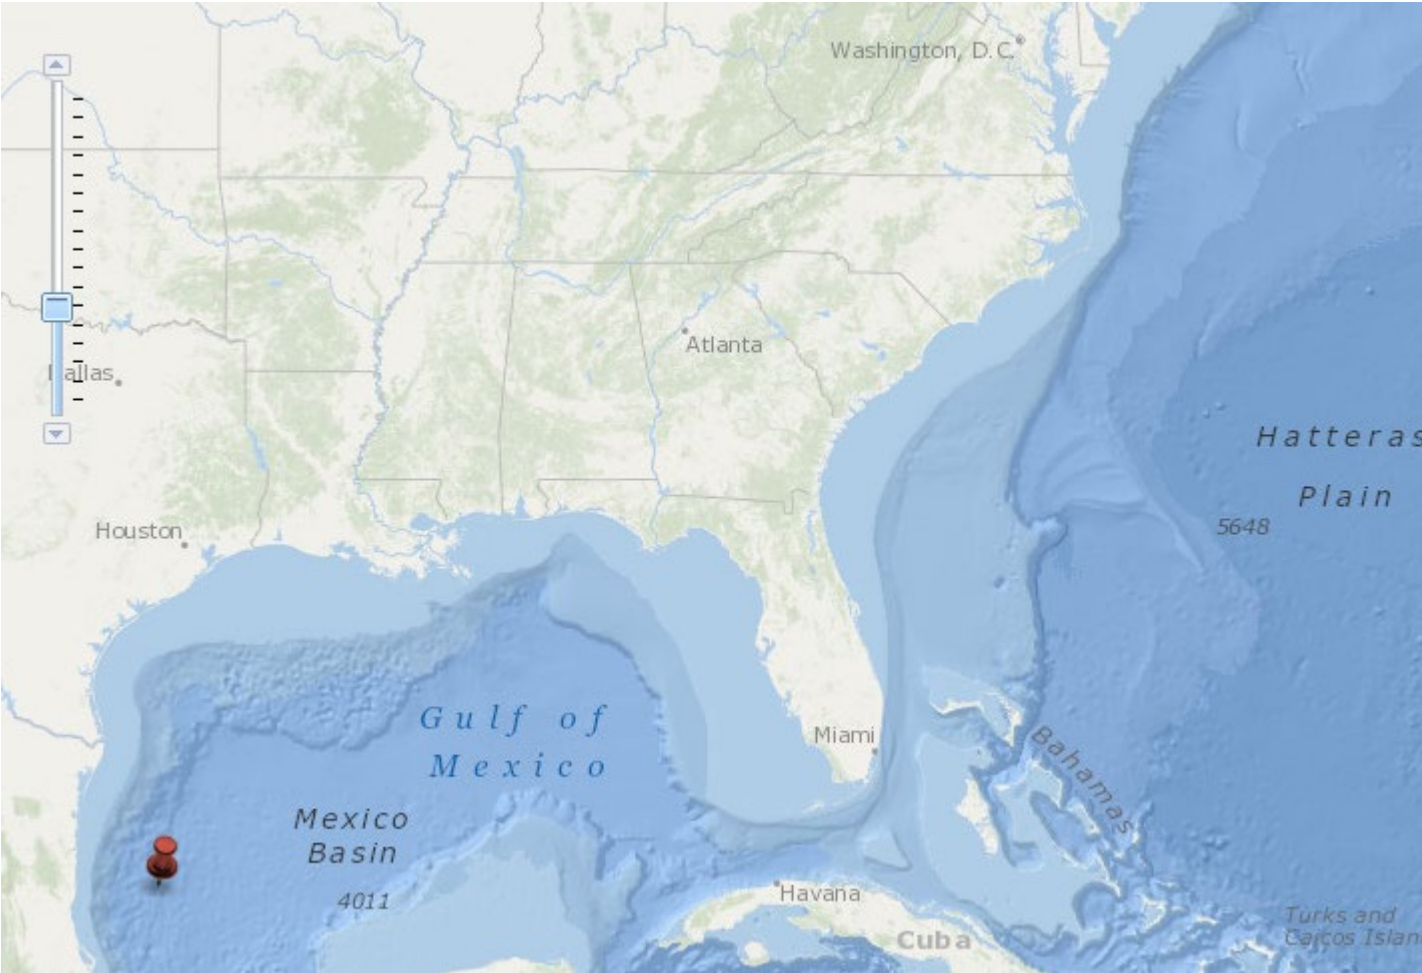 Washington, D.C.
Atlanta
Dallas
Hatteras
Plain
5648
Houston
Gulf of
Mexico
Miami
Bahamas
Mexico
Basin
4011
Havana
Cuba
Turks and
Caicos Islan